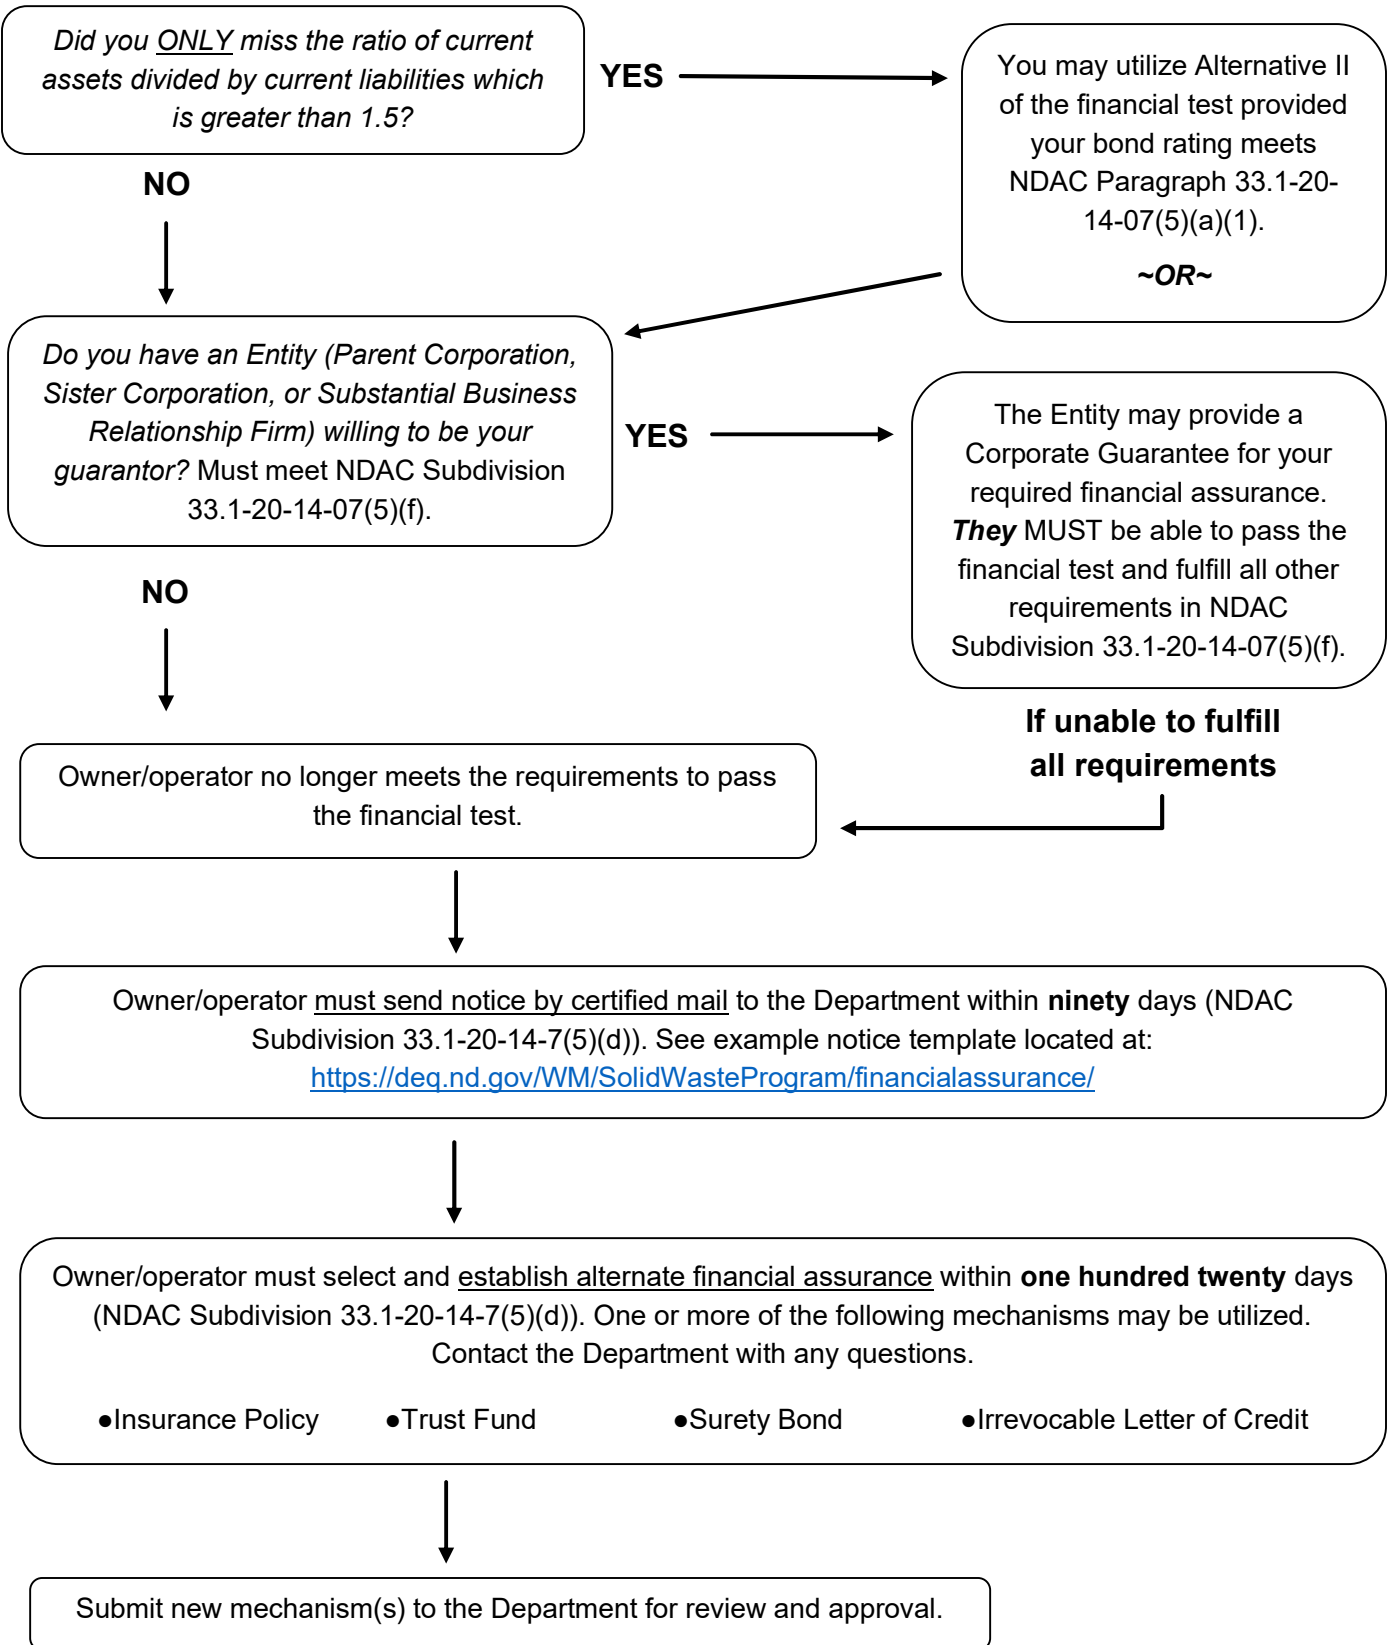 Did you ONLY miss the ratio of current
assets divided by current liabilities which
is greater than 1.5?
YES
You may utilize Alternative II
of the financial test provided
your bond rating meets
NDAC Paragraph 33.1-20-
14-07(5)(a)(1).
~OR~
NO
Do you have an Entity (Parent Corporation,
Sister Corporation, or Substantial Business
Relationship Firm) willing to be your
guarantor? Must meet NDAC Subdivision
33.1-20-14-07(5)(f).
YES
The Entity may provide a
Corporate Guarantee for your
required financial assurance.
They MUST be able to pass the
financial test and fulfill all other
requirements in NDAC
Subdivision 33.1-20-14-07(5)(f).
NO
If unable to fulfill
all requirements
Owner/operator no longer meets the requirements to pass
the financial test.
Owner/operator must send notice by certified mail to the Department within ninety days (NDAC
Subdivision 33.1-20-14-7(5)(d)). See example notice template located at:
https://deq.nd.gov/WM/SolidWasteProgram/financialassurance/
Owner/operator must select and establish alternate financial assurance within one hundred twenty days
(NDAC Subdivision 33.1-20-14-7(5)(d)). One or more of the following mechanisms may be utilized.
Contact the Department with any questions.
●Insurance Policy ●Trust Fund ●Surety Bond ●Irrevocable Letter of Credit
Submit new mechanism(s) to the Department for review and approval.